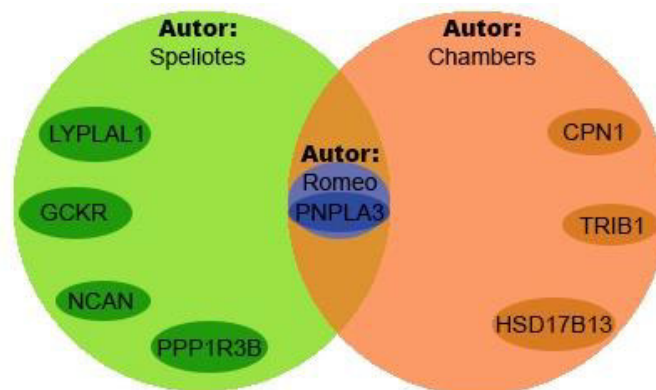 Autor:
Speliotes
LYPLAL1
GCKR
NCAN
PPP1R3B
Autor:
Romeo
PNPLA3
Autor:
Chambers
CPN1
TRIB1
HSD17B13